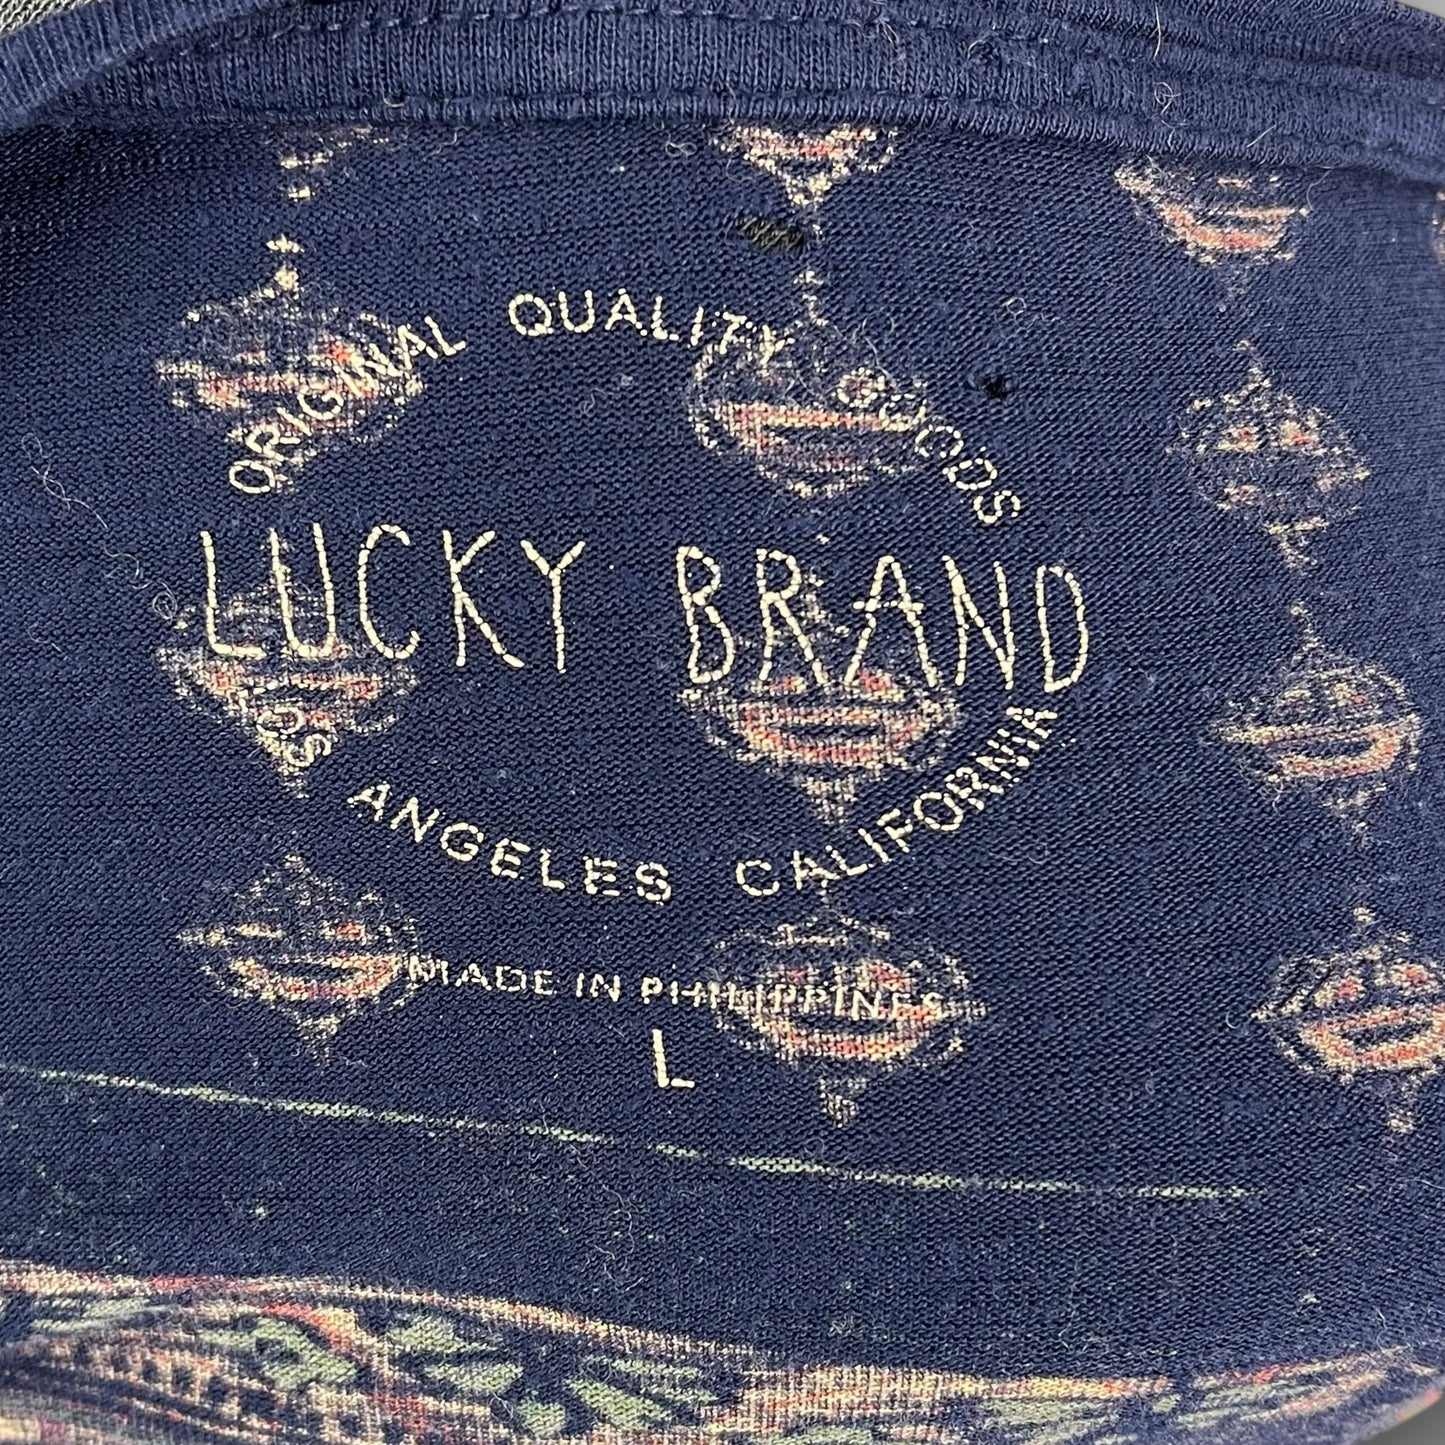 ORIGINAL QUALITY GOODS
LUCKY BRAND
LOS ANGELES CALIFORNIA
MADE IN PHILIPPINES
L